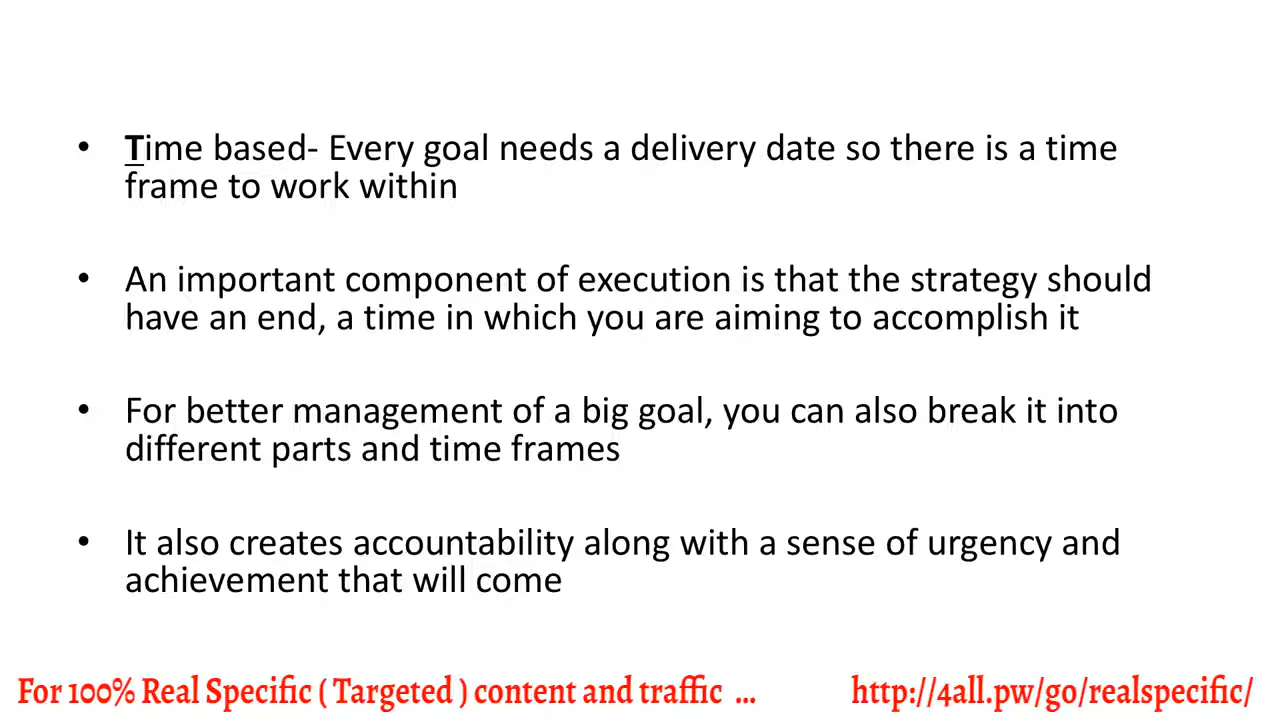 • Time based- Every goal needs a delivery date so there is a time
frame to work within
• An important component of execution is that the strategy should
have an end, a time in which you are aiming to accomplish it
• For better management of a big goal, you can also break it into
different parts and time frames
• It also creates accountability along with a sense of urgency and
achievement that will come
For 100% Real Specific ( Targeted ) content and traffic ... http://4all.pw/go/realspecific/